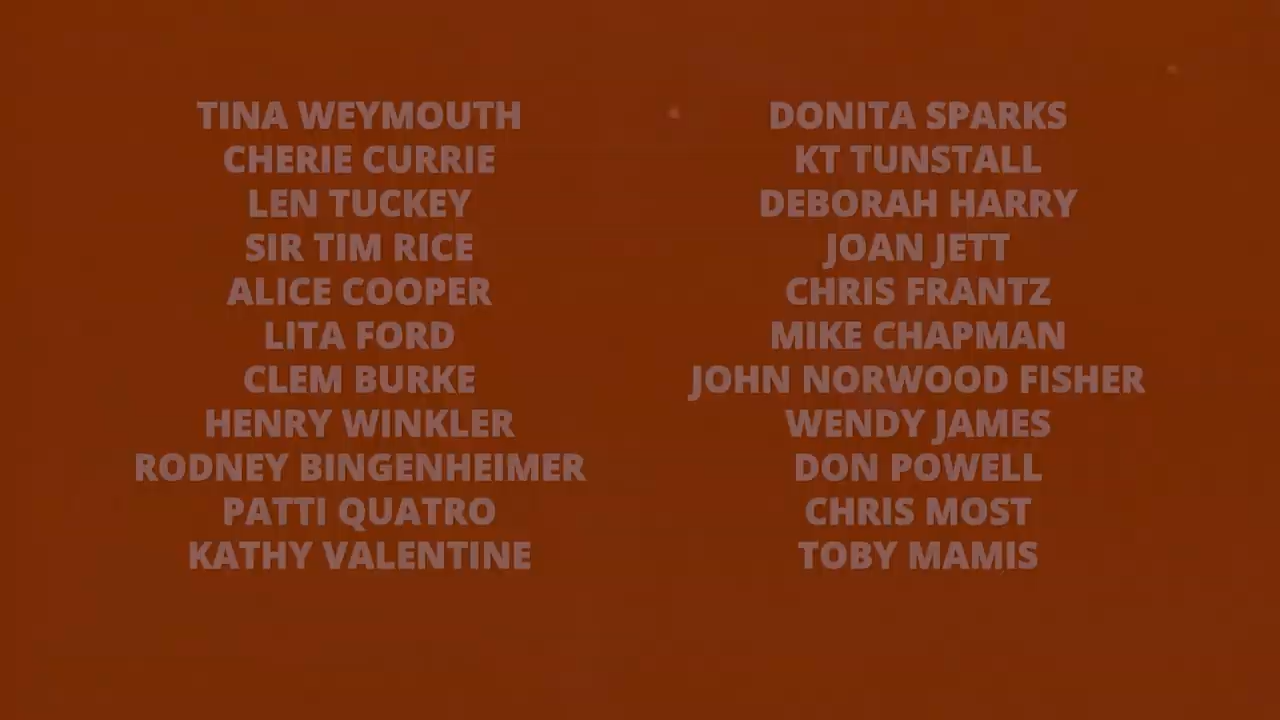 TINA WEYMOUTH
CHERIE CURRIE
LEN TUCKEY
SIR TIM RICE
ALICE COOPER
LITA FORD
CLEM BURKE
HENRY WINKLER
RODNEY BINGENHEIMER
PATTI QUATRO
KATHY VALENTINE
DONITA SPARKS
KT TUNSTALL
DEBORAH HARRY
JOAN JETT
CHRIS FRANTZ
MIKE CHAPMAN
JOHN NORWOOD FISHER
WENDY JAMES
DON POWELL
CHRIS MOST
TOBY MAMIS